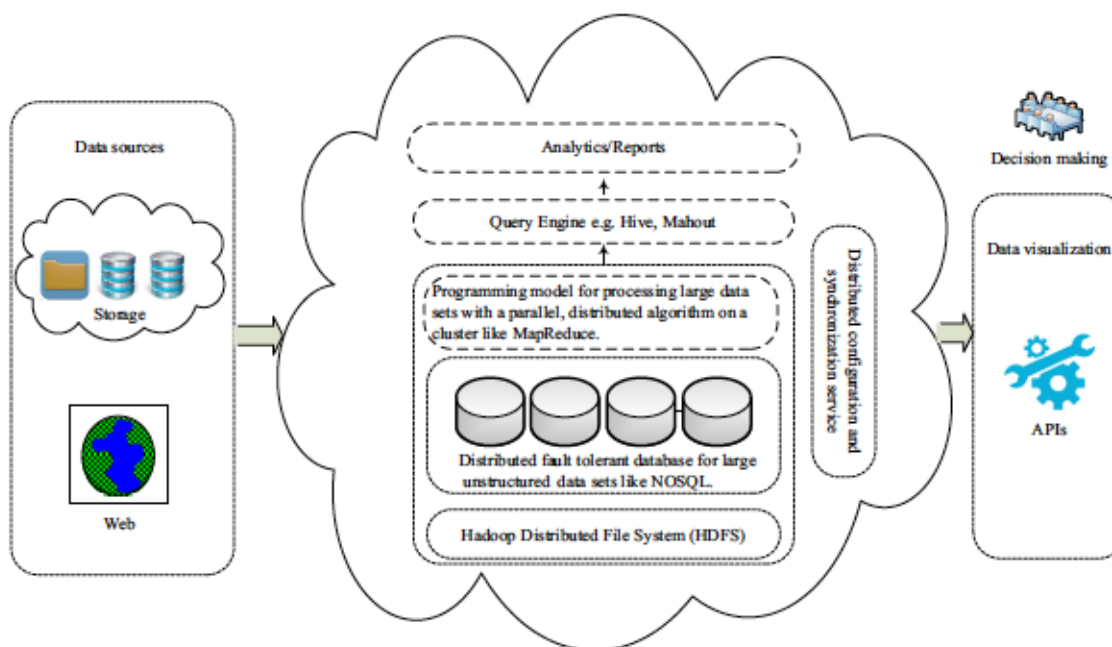 Data sources
Storage
Web
Analytics/Reports
Query Engine e.g. Hive, Mahout
Programming model for processing large data
sets with a parallel, distributed algorithm on a
cluster like MapReduce.
Distributed fault tolerant database for large
unstructured data sets like NOSQL.
Hadoop Distributed File System (HDFS)
Distributed configuration and
synchronization service
Decision making
Data visualization
APIs